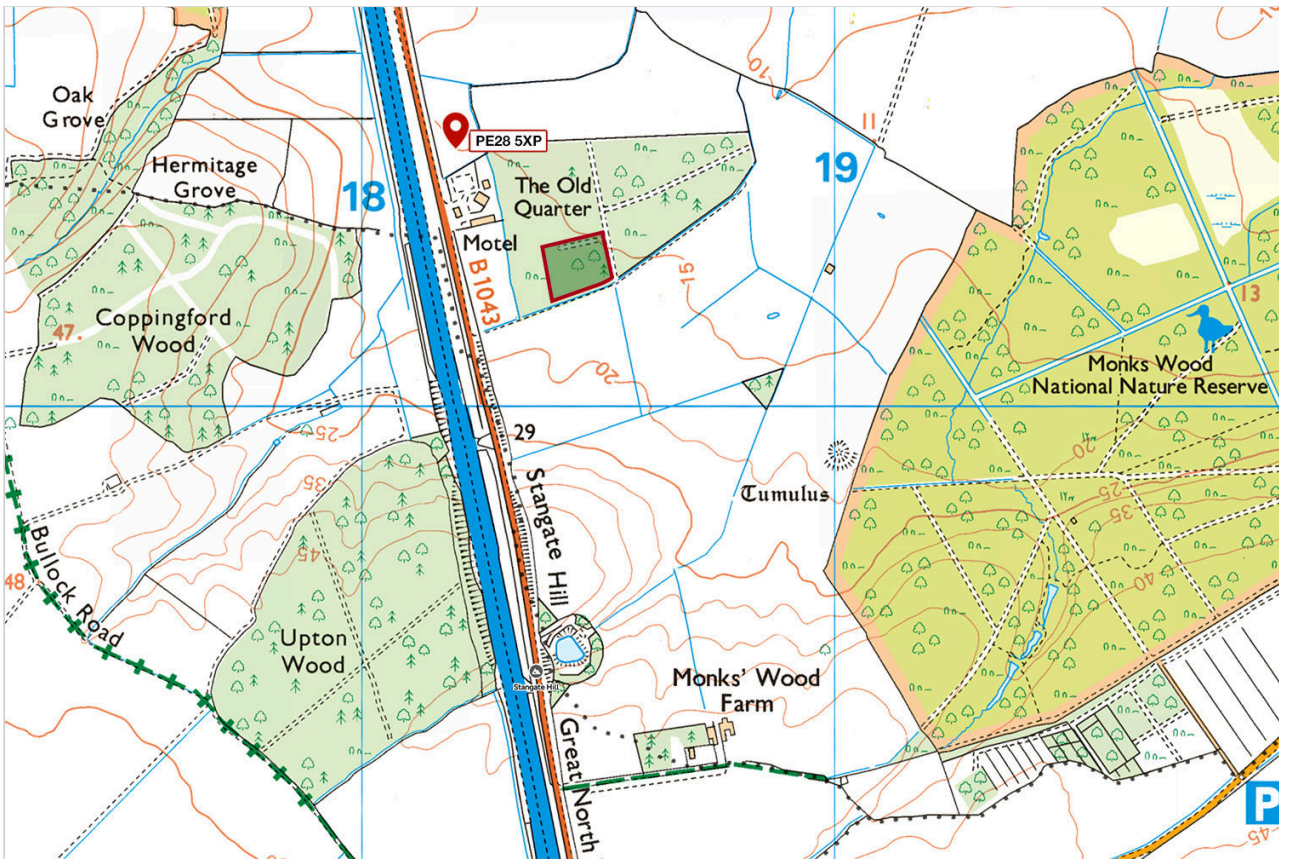 10
10
Oak
Grove
11
PE28 5XP
19
Hermitage
Grove
18
The Old
Quarter
Motel
B1043
15
13
Coppingford
Wood
47.
Monks Wood
National Nature Reserve
20
25
29
20
35
Stangate Hill
Tumulus
25
35
45
Bullock Road
48
40
Upton
Wood
Monks' Wood
Farm
Stangate Hill
Great North
P
45